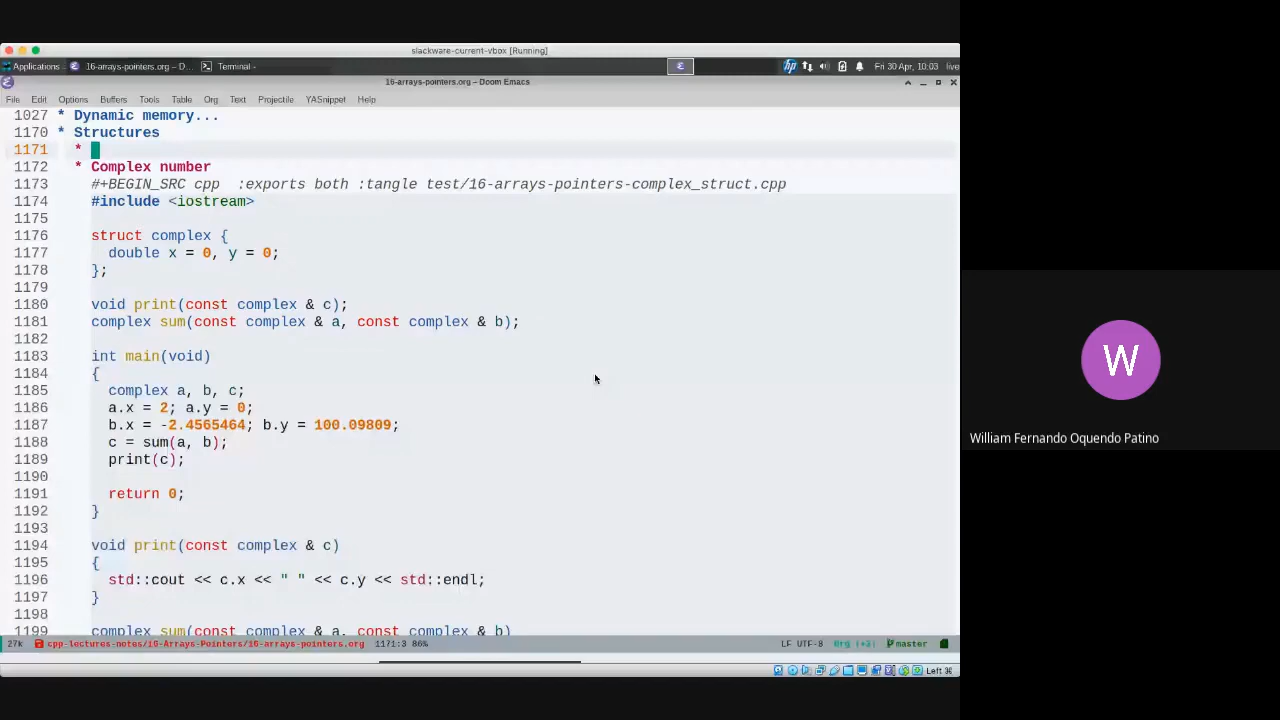 slackware-current-vbox [Running]
Applications 16-arrays-pointers.org – D... Terminal - hp Fri 30 Apr, 10:03 live
16-arrays-pointers.org – Doom Emacs
File Edit Options Buffers Tools Table Org Text Projectile YASnippet Help
1027 * Dynamic memory...
1170 * Structures
1171 *
1172 * Complex number
1173 #+BEGIN_SRC cpp :exports both :tangle test/16-arrays-pointers-complex_struct.cpp
1174 #include <iostream>
1175
1176 struct complex {
1177 double x = 0, y = 0;
1178 };
1179
1180 void print(const complex & c);
1181 complex sum(const complex & a, const complex & b);
1182
1183 int main(void)
1184 {
1185 complex a, b, c;
1186 a.x = 2; a.y = 0;
1187 b.x = -2.4565464; b.y = 100.09809;
1188 c = sum(a, b);
1189 print(c);
1190
1191 return 0;
1192 }
1193
1194 void print(const complex & c)
1195 {
1196 std::cout << c.x << " " << c.y << std::endl;
1197 }
1198
1199 complex sum(const complex & a, const complex & b)
27k cpp-lectures-notes/16-Arrays-Pointers/16-arrays-pointers.org 1171:3 86% LF UTF-8 Org master
Left ⌘
W
William Fernando Oquendo Patino